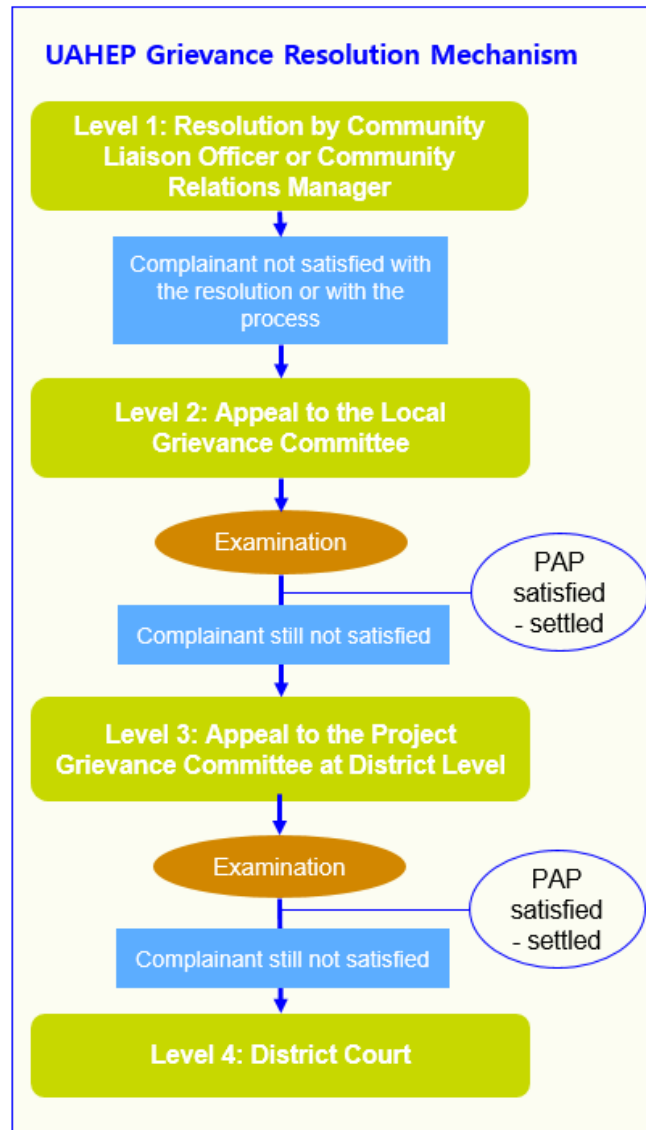 UAHEP Grievance Resolution Mechanism
Level 1: Resolution by Community
Liaison Officer or Community
Relations Manager
Complainant not satisfied with
the resolution or with the
process
Level 2: Appeal to the Local
Grievance Committee
Examination
PAP
satisfied
- settled
Complainant still not satisfied
Level 3: Appeal to the Project
Grievance Committee at District Level
Examination
PAP
satisfied
- settled
Complainant still not satisfied
Level 4: District Court